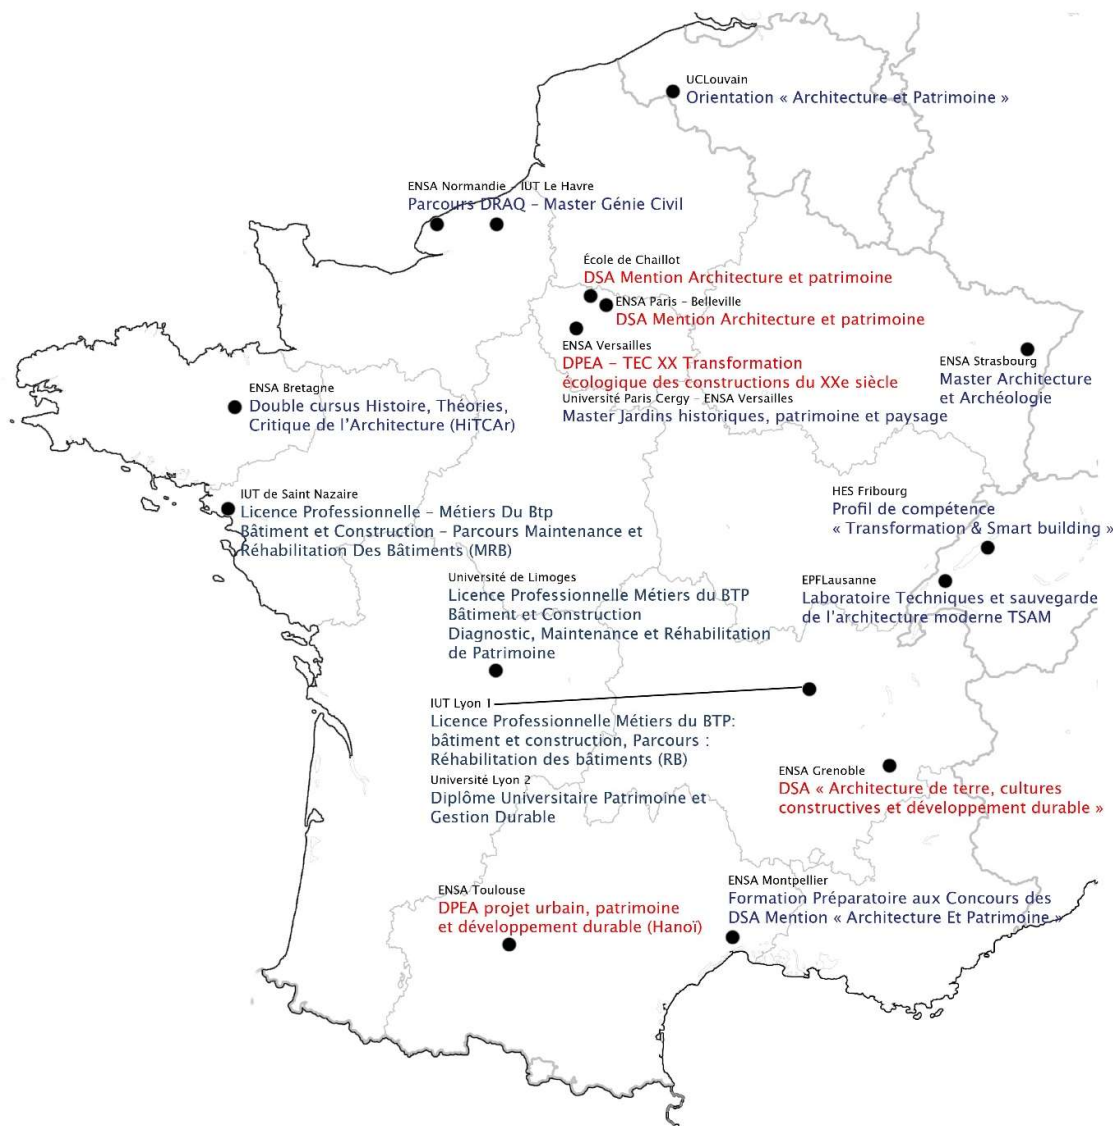 UCLouvain
Orientation « Architecture et Patrimoine »
ENSA Normandie – IUT Le Havre
Parcours DRAQ – Master Génie Civil
École de Chaillot
DSA Mention Architecture et patrimoine
ENSA Paris – Belleville
DSA Mention Architecture et patrimoine
ENSA Versailles
DPEA – TEC XX Transformation
écologique des constructions du XXe siècle
Université Paris Cergy – ENSA Versailles
Master Jardins historiques, patrimoine et paysage
ENSA Strasbourg
Master Architecture
et Archéologie
ENSA Bretagne
Double cursus Histoire, Théories,
Critique de l'Architecture (HiTCAr)
IUT de Saint Nazaire
Licence Professionnelle – Métiers Du Btp
Bâtiment et Construction – Parcours Maintenance et
Réhabilitation Des Bâtiments (MRB)
HES Fribourg
Profil de compétence
« Transformation & Smart building »
EPFLausanne
Laboratoire Techniques et sauvegarde
de l'architecture moderne TSAM
Université de Limoges
Licence Professionnelle Métiers du BTP
Bâtiment et Construction
Diagnostic, Maintenance et Réhabilitation
de Patrimoine
IUT Lyon 1
Licence Professionnelle Métiers du BTP:
bâtiment et construction, Parcours :
Réhabilitation des bâtiments (RB)
Université Lyon 2
Diplôme Universitaire Patrimoine et
Gestion Durable
ENSA Grenoble
DSA « Architecture de terre, cultures
constructives et développement durable »
ENSA Toulouse
DPEA projet urbain, patrimoine
et développement durable (Hanoï)
ENSA Montpellier
Formation Préparatoire aux Concours des
DSA Mention « Architecture Et Patrimoine »